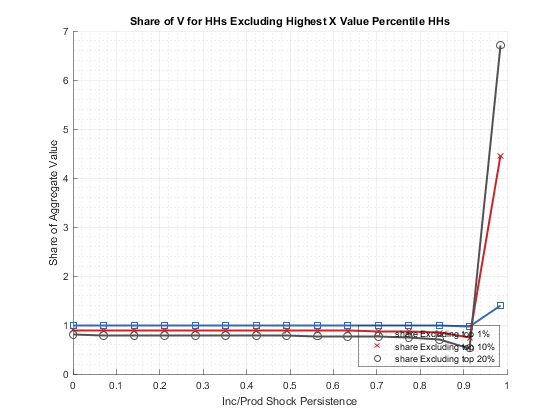 Share of V for HHs Excluding Highest X Value Percentile HHs
Share of Aggregate Value
7
6
5
4
3
2
1
0
share Excluding top 1%
share Excluding top 10%
share Excluding top 20%
0 0.1 0.2 0.3 0.4 0.5 0.6 0.7 0.8 0.9 1
Inc/Prod Shock Persistence